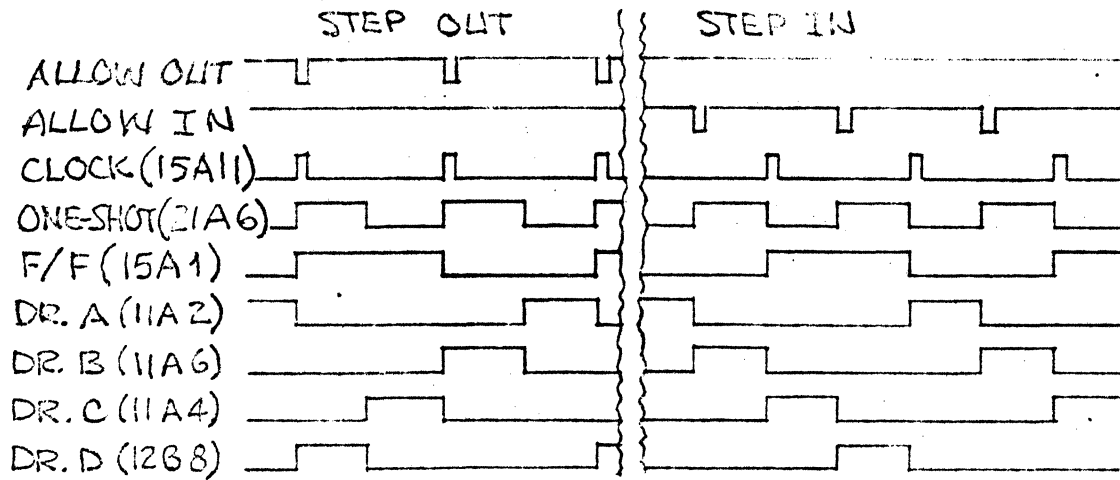 STEP OUT STEP IN
ALLOW OUT
ALLOW IN
CLOCK (15A11)
ONE-SHOT (21A6)
F/F (15A1)
DR. A (11A2)
DR. B (11A6)
DR. C (11A4)
DR. D (12B8)